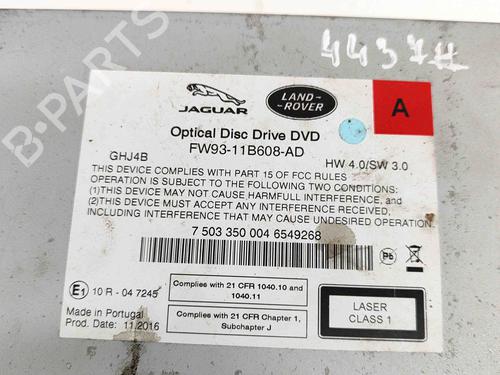 4437H
JAGUAR
LAND-
ROVER
A
Optical Disc Drive DVD
FW93-11B608-AD
GHJ4B
HW 4.0/SW 3.0
THIS DEVICE COMPLIES WITH PART 15 OF FCC RULES
OPERATION IS SUBJECT TO THE FOLLOWING TWO CONDITIONS:
(1)THIS DEVICE MAY NOT CAUSE,HARMFULL INTERFERENCE, and
(2)THIS DEVICE MUST ACCEPT ANY INTERFERENCE RECEIVED,
INCLUDING INTERFERENCE THAT MAY CAUSE UNDESIRED OPERATION.
7 503 350 004 6549268
Pb
E1
10 R - 04 7245
Made in Portugal
Prod. Date: 11.2016
Complies with 21 CFR 1040.10 and
1040.11
Complies with 21 CFR Chapter 1,
Subchapter J
LASER
CLASS 1
B-PARTS